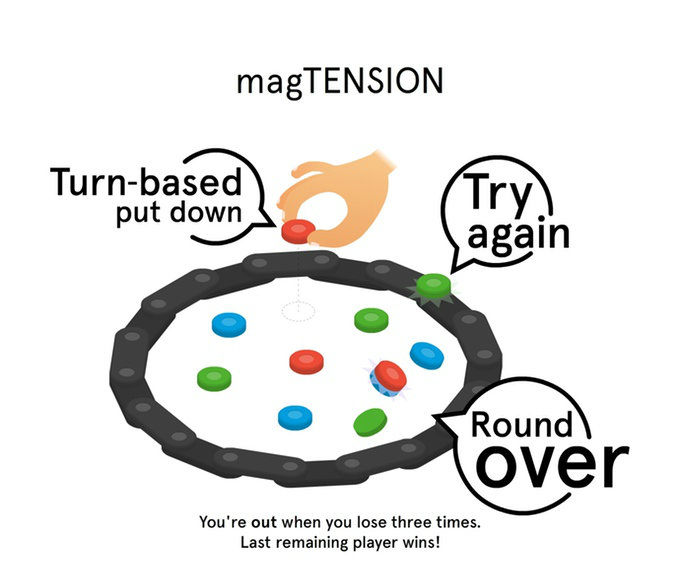 magTENSION
Turn-based
put down
Try
again
Round
over
You're out when you lose three times.
Last remaining player wins!